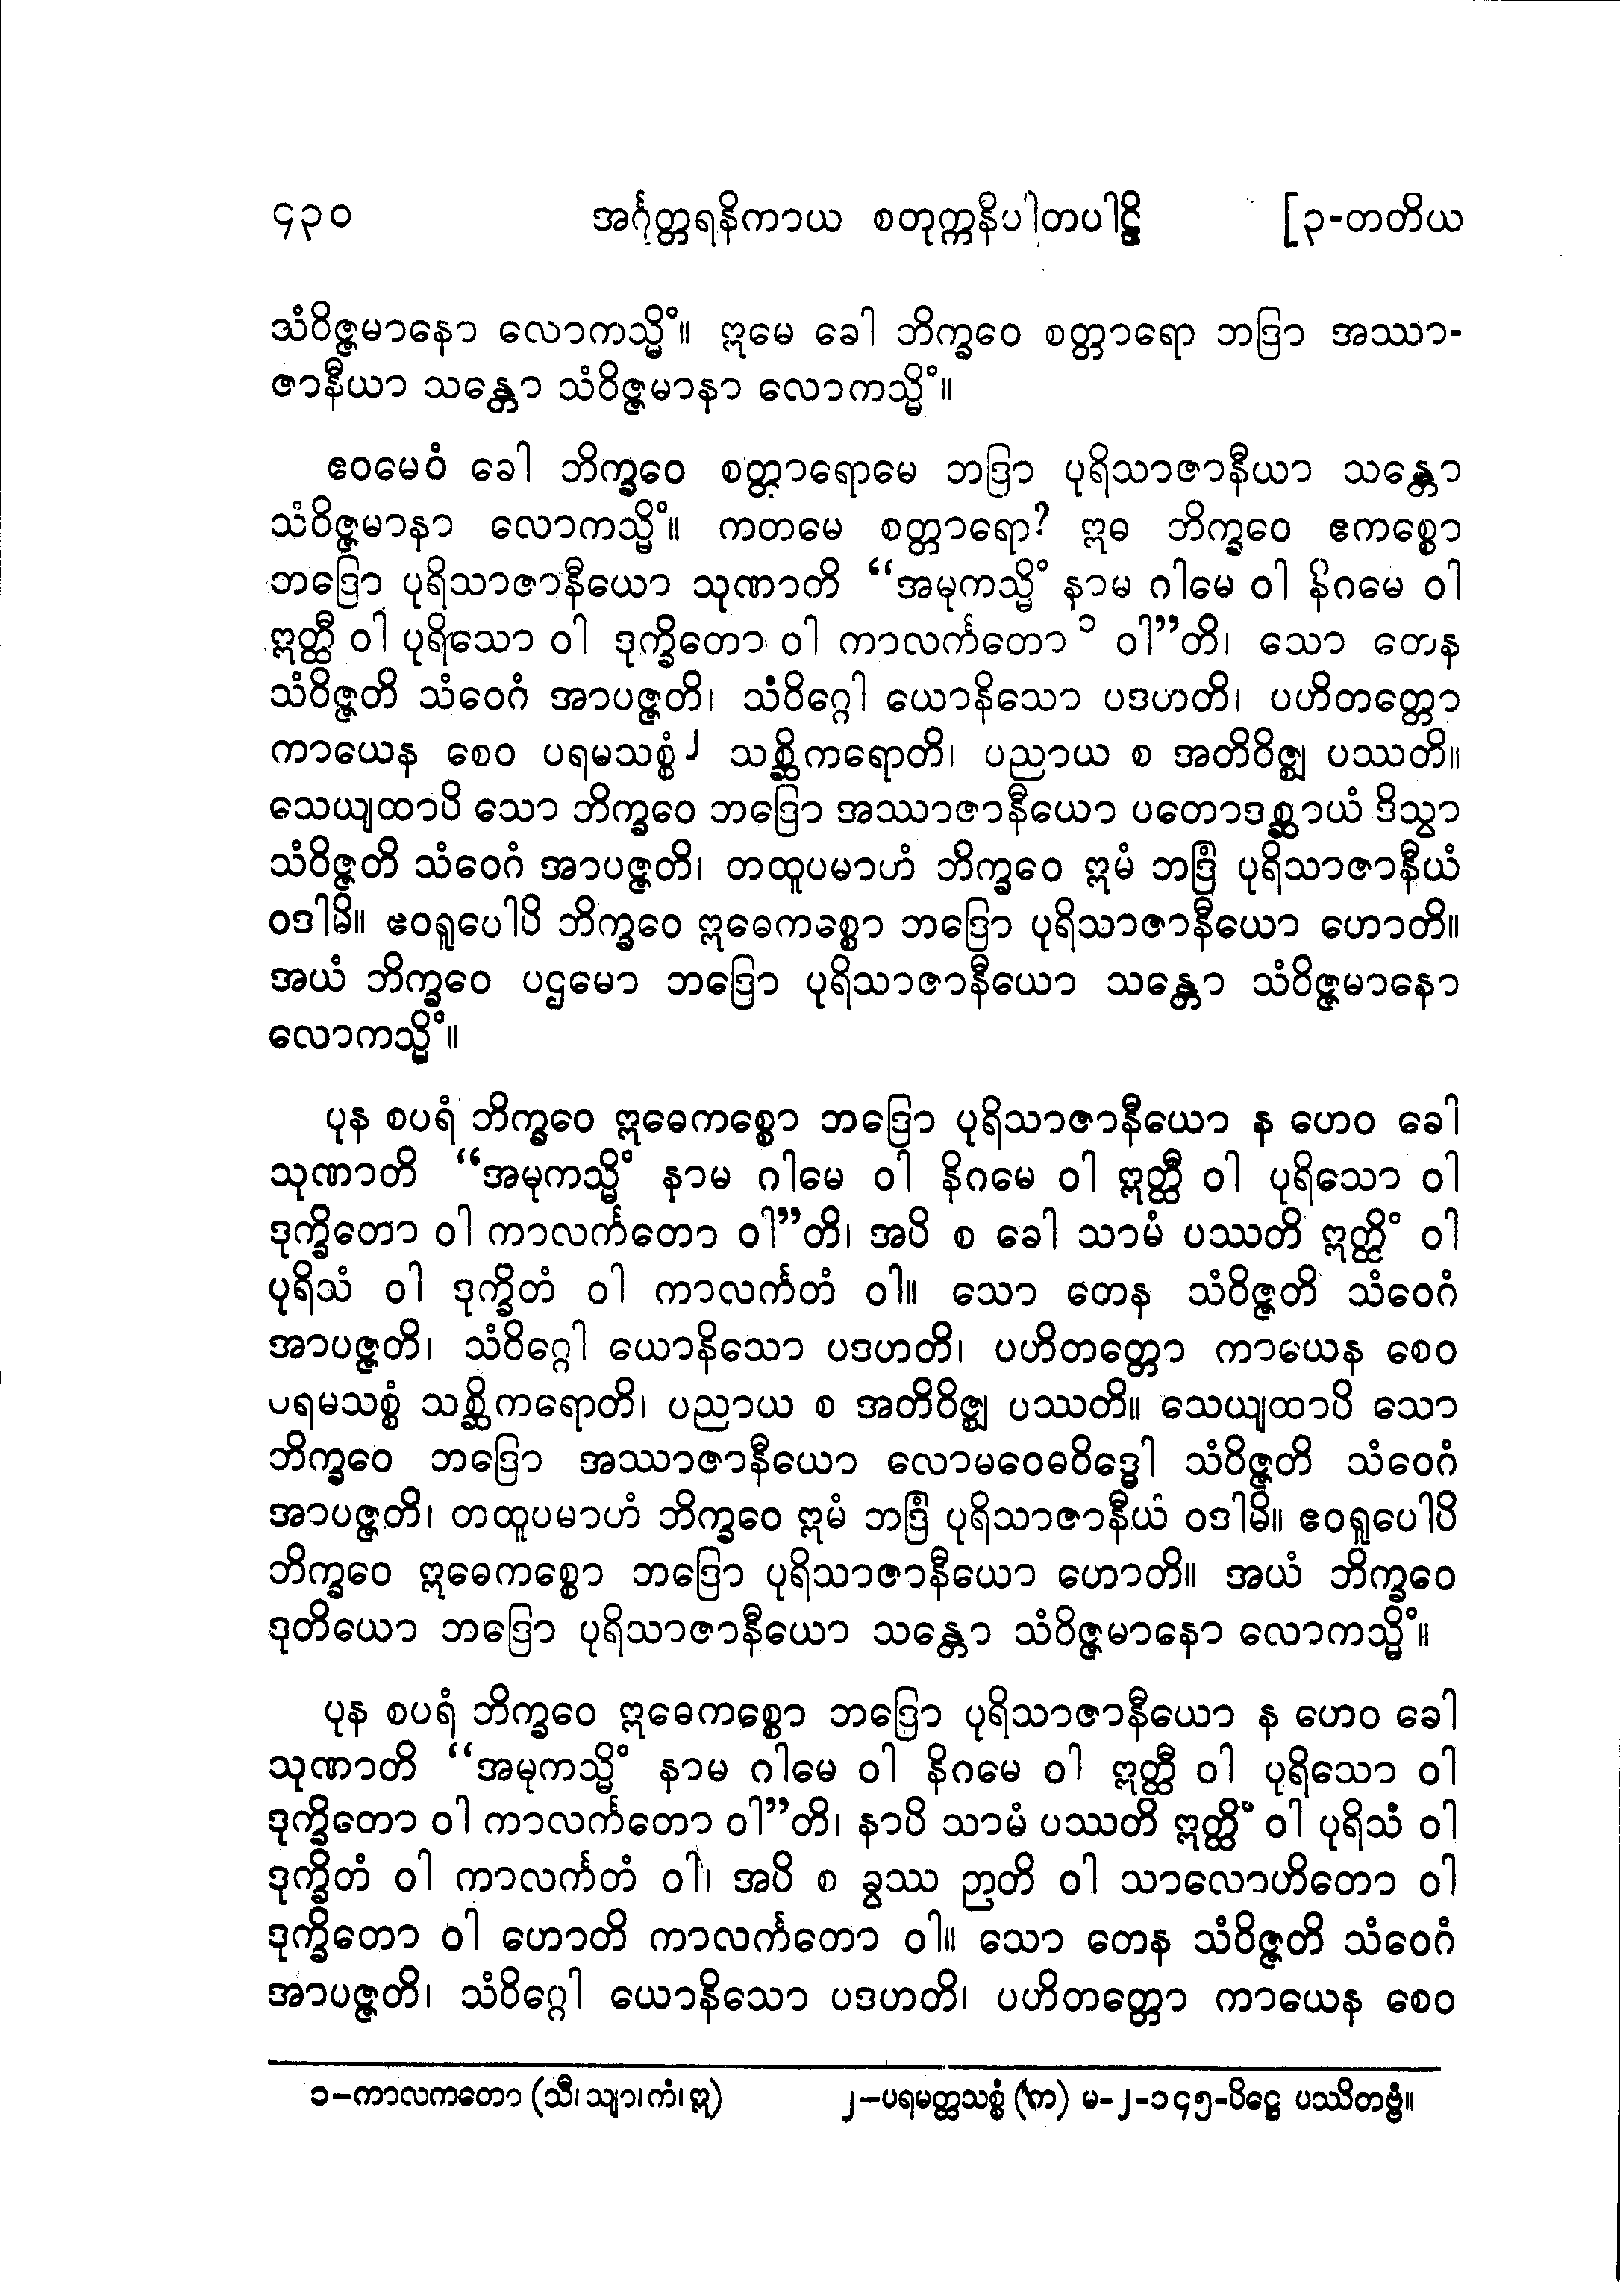 ၄၃၀ အင်္ဂုတ္တရနိကာယ စတုက္ကနိပါတပါဠိ [၃-တတိယ
သံဝိဇ္ဇမာနော လောကသ္မိံ။ ဣမေ ခေါ ဘိက္ခဝေ စတ္တာရော ဘဒြာ အဿာ-
ဇာနီယာ သန္တော သံဝိဇ္ဇမာနာ လောကသ္မိံ။
ဧဝမေဝံ ခေါ ဘိက္ခဝေ စတ္တာရောမေ ဘဒြာ ပုရိသာဇာနီယာ သန္တော
သံဝိဇ္ဇမာနာ လောကသ္မိံ။ ကတမေ စတ္တာရော? ဣဓ ဘိက္ခဝေ ဧကစ္စော
ဘဒြော ပုရိသာဇာနီယော သုဏာတိ “အမုကသ္မိံ နာမ ဂါမေ ဝါ နိဂမေ ဝါ
ဣတ္ထီ ဝါ ပုရိသော ဝါ ဒုက္ခိတော ဝါ ကာလင်္ကတော ၁ ဝါ”တိ၊ သော တေန
သံဝိဇ္ဇတိ သံဝေဂံ အာပဇ္ဇတိ၊ သံဝိဂ္ဂေါ ယောနိသော ပဒဟတိ၊ ပဟိတတ္တော
ကာယေန စေဝ ပရမသစ္စံ၂ သစ္ဆိကရောတိ၊ ပညာယ စ အတိဝိဇ္ဈ ပဿတိ။
သေယျထာပိ သော ဘိက္ခဝေ ဘဒြော အဿာဇာနီယော ပတောဒစ္ဆာယံ ဒိသွာ
သံဝိဇ္ဇတိ သံဝေဂံ အာပဇ္ဇတိ၊ တထူပမာဟံ ဘိက္ခဝေ ဣမံ ဘဒြံ ပုရိသာဇာနီယံ
ဝဒါမိ။ ဧဝရူပေါပိ ဘိက္ခဝေ ဣဓေကစ္စော ဘဒြော ပုရိသာဇာနီယော ဟောတိ။
အယံ ဘိက္ခဝေ ပဌမော ဘဒြော ပုရိသာဇာနီယော သန္တော သံဝိဇ္ဇမာနော
လောကသ္မိံ။
ပုန စပရံ ဘိက္ခဝေ ဣဓေကစ္စော ဘဒြော ပုရိသာဇာနီယော န ဟေဝ ခေါ
သုဏာတိ “အမုကသ္မိံ နာမ ဂါမေ ဝါ နိဂမေ ဝါ ဣတ္ထီ ဝါ ပုရိသော ဝါ
ဒုက္ခိတော ဝါ ကာလင်္ကတော ဝါ”တိ၊ အပိ စ ခေါ သာမံ ပဿတိ ဣတ္ထိံ ဝါ
ပုရိသံ ဝါ ဒုက္ခိတံ ဝါ ကာလင်္ကတံ ဝါ။ သော တေန သံဝိဇ္ဇတိ သံဝေဂံ
အာပဇ္ဇတိ၊ သံဝိဂ္ဂေါ ယောနိသော ပဒဟတိ၊ ပဟိတတ္တော ကာယေန စေဝ
ပရမသစ္စံ သစ္ဆိကရောတိ၊ ပညာယ စ အတိဝိဇ္ဈ ပဿတိ။ သေယျထာပိ သော
ဘိက္ခဝေ ဘဒြော အဿာဇာနီယော လောမဝေဓဝိဒ္ဓေါ သံဝိဇ္ဇတိ သံဝေဂံ
အာပဇ္ဇတိ၊ တထူပမာဟံ ဘိက္ခဝေ ဣမံ ဘဒြံ ပုရိသာဇာနီယံ ဝဒါမိ။ ဧဝရူပေါပိ
ဘိက္ခဝေ ဣဓေကစ္စော ဘဒြော ပုရိသာဇာနီယော ဟောတိ။ အယံ ဘိက္ခဝေ
ဒုတိယော ဘဒြော ပုရိသာဇာနီယော သန္တော သံဝိဇ္ဇမာနော လောကသ္မိံ။
ပုန စပရံ ဘိက္ခဝေ ဣဓေကစ္စော ဘဒြော ပုရိသာဇာနီယော န ဟေဝ ခေါ
သုဏာတိ “အမုကသ္မိံ နာမ ဂါမေ ဝါ နိဂမေ ဝါ ဣတ္ထီ ဝါ ပုရိသော ဝါ
ဒုက္ခိတော ဝါ ကာလင်္ကတော ဝါ”တိ၊ နာပိ သာမံ ပဿတိ ဣတ္ထိံ ဝါ ပုရိသံ ဝါ
ဒုက္ခိတံ ဝါ ကာလင်္ကတံ ဝါ၊ အပိ စ ခွဿ ဉာတိ ဝါ သာလောဟိတော ဝါ
ဒုက္ခိတော ဝါ ဟောတိ ကာလင်္ကတော ဝါ။ သော တေန သံဝိဇ္ဇတိ သံဝေဂံ
အာပဇ္ဇတိ၊ သံဝိဂ္ဂေါ ယောနိသော ပဒဟတိ၊ ပဟိတတ္တော ကာယေန စေဝ
၁–ကာလကတော (သီ၊ သျာ၊ ကံ၊ ဣ) ၂–ပရမတ္ထသစ္စံ (က) မ-၂-၁၄၅-ပိဋ္ဌေ ပဿိတဗ္ဗံ။